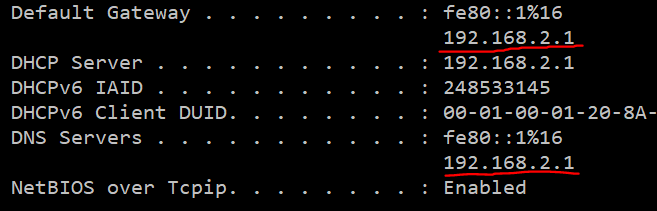 Default Gateway . . . . . . . . . : fe80::1%16
192.168.2.1
DHCP Server . . . . . . . . . . . : 192.168.2.1
DHCPv6 IAID . . . . . . . . . . . : 248533145
DHCPv6 Client DUID. . . . . . . . : 00-01-00-01-20-8A-
DNS Servers . . . . . . . . . . . : fe80::1%16
192.168.2.1
NetBIOS over Tcpip. . . . . . . . : Enabled